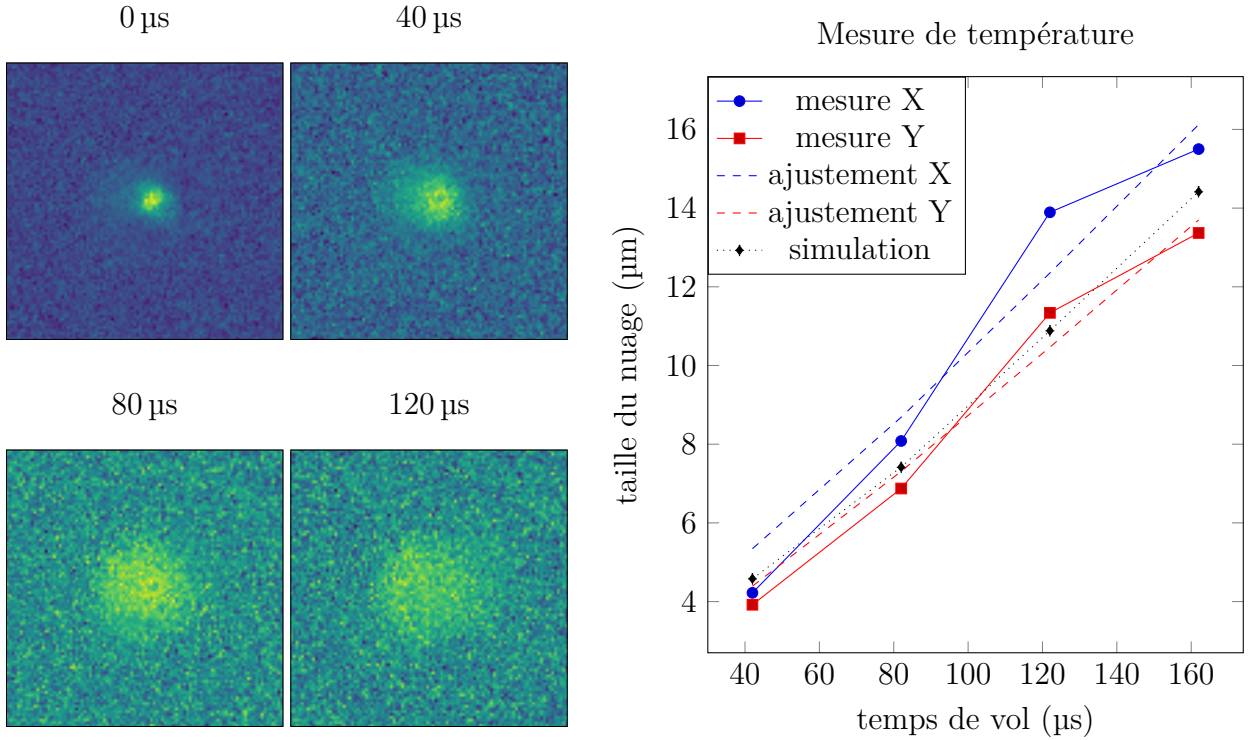 0 µs
40 µs
80 µs
120 µs
Mesure de température
mesure X
mesure Y
ajustement X
ajustement Y
simulation
taille du nuage (µm)
16
14
12
10
8
6
4
40 60 80 100 120 140 160
temps de vol (µs)